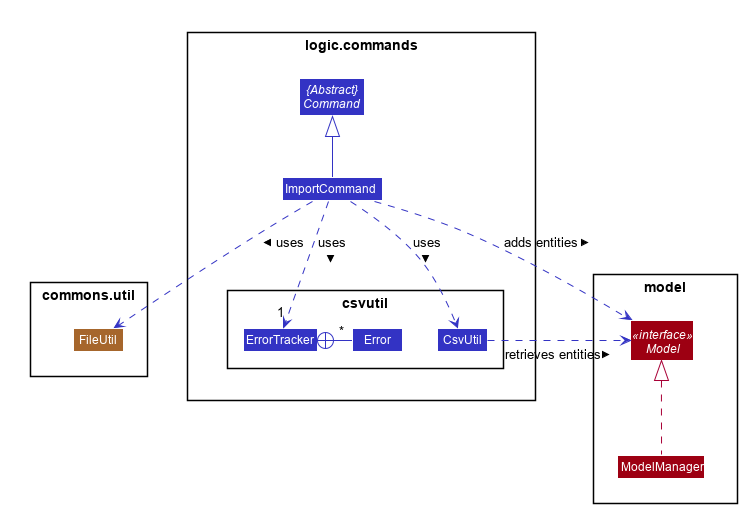 logic.commands
{Abstract}
Command
ImportCommand
◄ uses
uses
▼
uses
▼
adds entities ►
commons.util
FileUtil
csvutil
1
ErrorTracker
*
Error
CsvUtil
retrieves entities ►
model
«interface»
Model
ModelManager